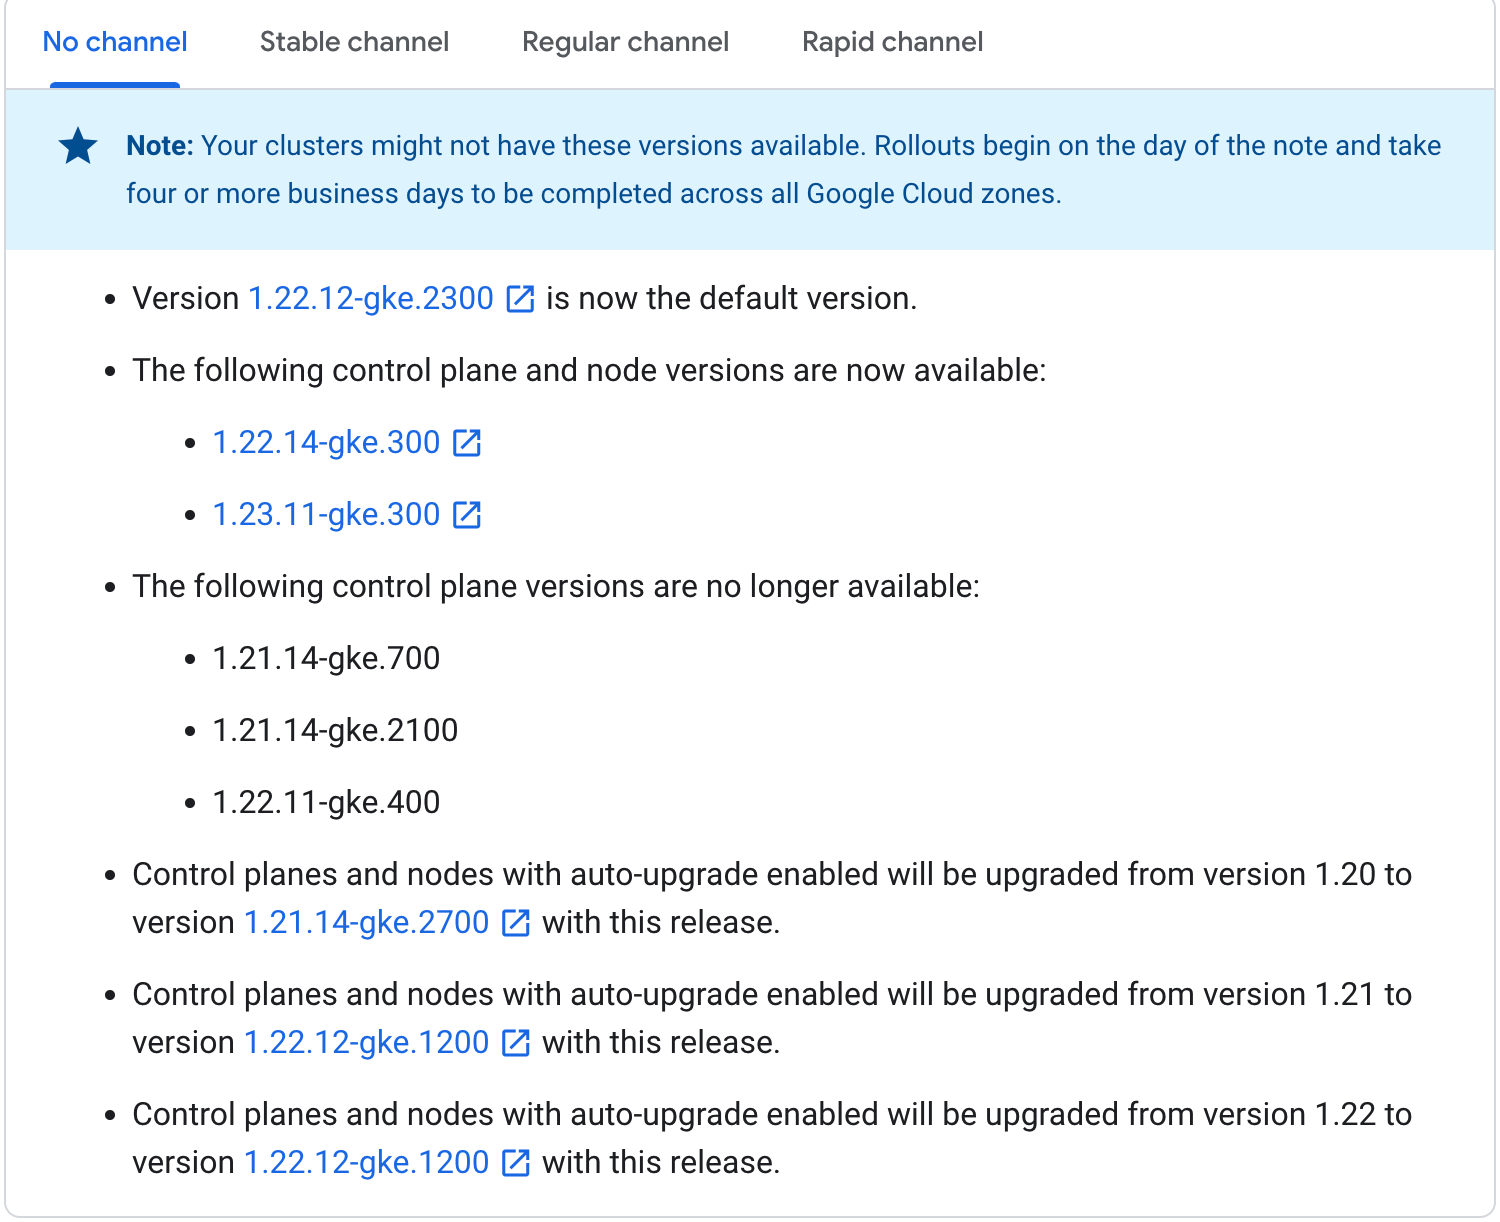 No channel Stable channel Regular channel Rapid channel
Note: Your clusters might not have these versions available. Rollouts begin on the day of the note and take
four or more business days to be completed across all Google Cloud zones.
Version 1.22.12-gke.2300 is now the default version.
The following control plane and node versions are now available:
1.22.14-gke.300
1.23.11-gke.300
The following control plane versions are no longer available:
1.21.14-gke.700
1.21.14-gke.2100
1.22.11-gke.400
Control planes and nodes with auto-upgrade enabled will be upgraded from version 1.20 to
version 1.21.14-gke.2700 with this release.
Control planes and nodes with auto-upgrade enabled will be upgraded from version 1.21 to
version 1.22.12-gke.1200 with this release.
Control planes and nodes with auto-upgrade enabled will be upgraded from version 1.22 to
version 1.22.12-gke.1200 with this release.